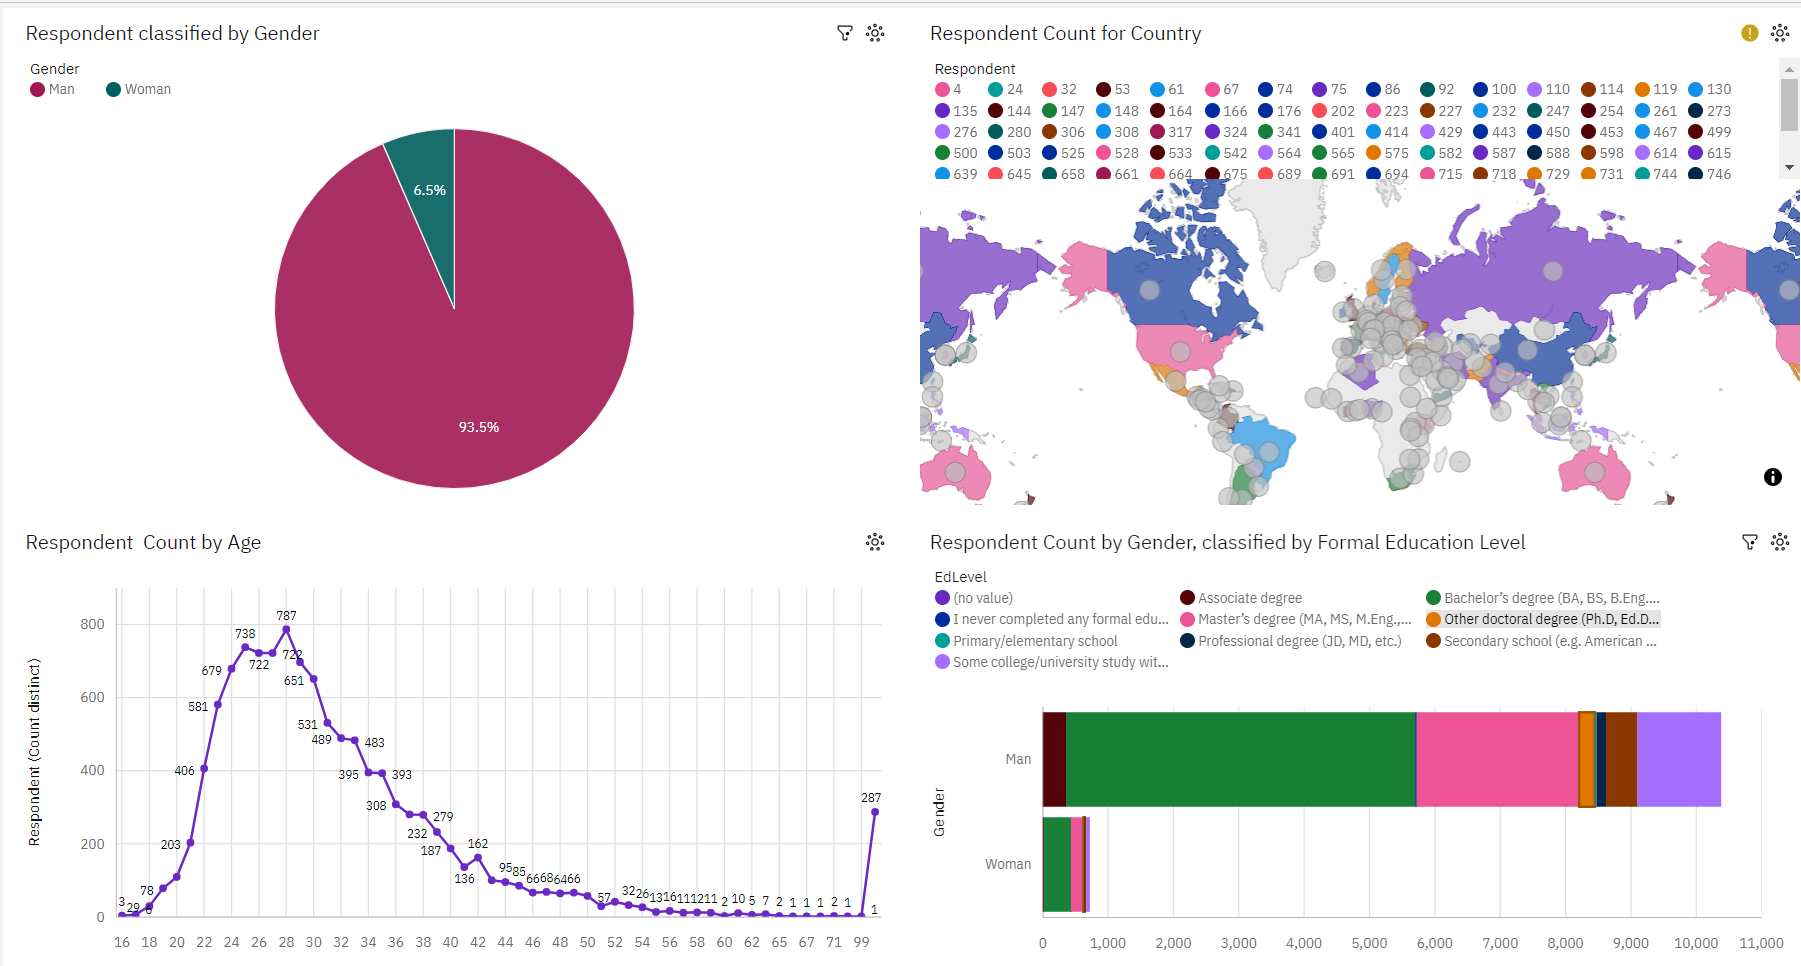 Respondent classified by Gender
Gender
Man Woman
6.5%
93.5%
Respondent Count for Country
Respondent
4 24 32 53 61 67 74 75 86 92 100 110 114 119 130
135 144 147 148 164 166 176 202 223 227 232 247 254 261 273
276 280 306 308 317 324 341 401 414 429 443 450 453 467 499
500 503 525 528 533 542 564 565 575 582 587 588 598 614 615
639 645 658 661 664 675 689 691 694 715 718 729 731 744 746
Respondent  Count by Age
Respondent (Count distinct)
800
600
400
200
0
3 29 6 78 203 406 581 679 738 722 787 722 651 531 489 483 395 393 308 279 232 187 136 162 95 85 66 68 64 66 57 32 26 13 16 11 12 11 2 10 5 7 2 1 1 1 2 1 287 1
16 18 20 22 24 26 28 30 32 34 36 38 40 42 44 46 48 50 52 54 56 58 60 62 65 67 71 99
Respondent Count by Gender, classified by Formal Education Level
EdLevel
(no value) Associate degree Bachelor’s degree (BA, BS, B.Eng....
I never completed any formal edu... Master’s degree (MA, MS, M.Eng.,... Other doctoral degree (Ph.D, Ed.D...
Primary/elementary school Professional degree (JD, MD, etc.) Secondary school (e.g. American ...
Some college/university study wit...
Gender
Man
Woman
0 1,000 2,000 3,000 4,000 5,000 6,000 7,000 8,000 9,000 10,000 11,000